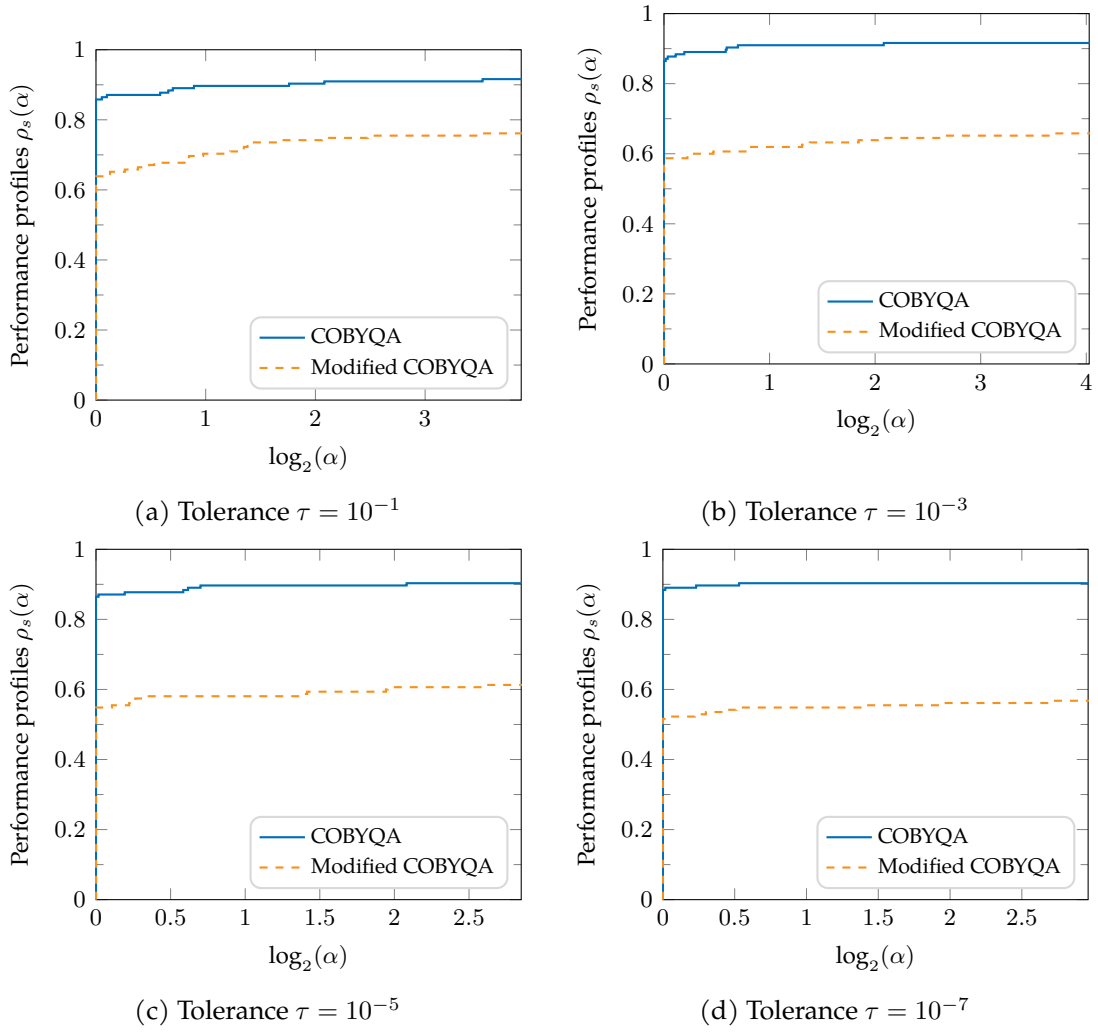 Performance profiles ρₛ(α)
1
0.8
0.6
0.4
0.2
0
0 1 2 3
log₂(α)
COBYQA
Modified COBYQA
(a) Tolerance τ = 10⁻¹
Performance profiles ρₛ(α)
1
0.8
0.6
0.4
0.2
0
0 1 2 3 4
log₂(α)
COBYQA
Modified COBYQA
(b) Tolerance τ = 10⁻³
Performance profiles ρₛ(α)
1
0.8
0.6
0.4
0.2
0
0 0.5 1 1.5 2 2.5
log₂(α)
COBYQA
Modified COBYQA
(c) Tolerance τ = 10⁻⁵
Performance profiles ρₛ(α)
1
0.8
0.6
0.4
0.2
0
0 0.5 1 1.5 2 2.5
log₂(α)
COBYQA
Modified COBYQA
(d) Tolerance τ = 10⁻⁷